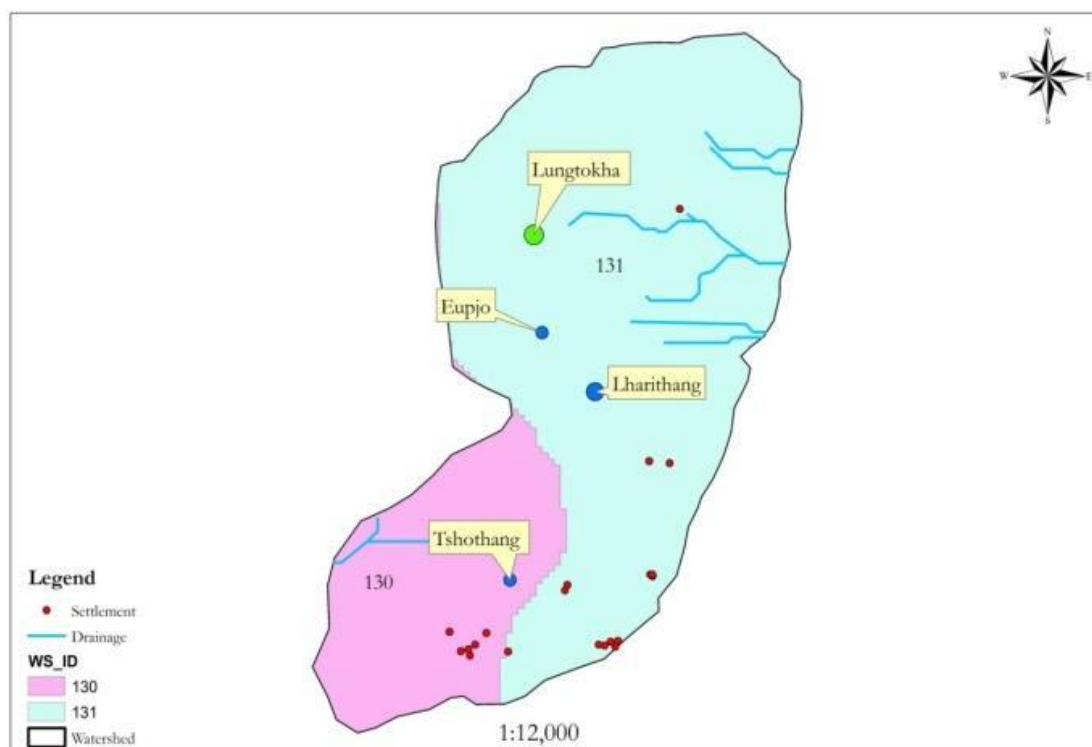 N
W
E
S
Lungtokha
131
Eupjo
Lharithang
Tshothang
130
Legend
Settlement
Drainage
WS_ID
130
131
Watershed
1:12,000